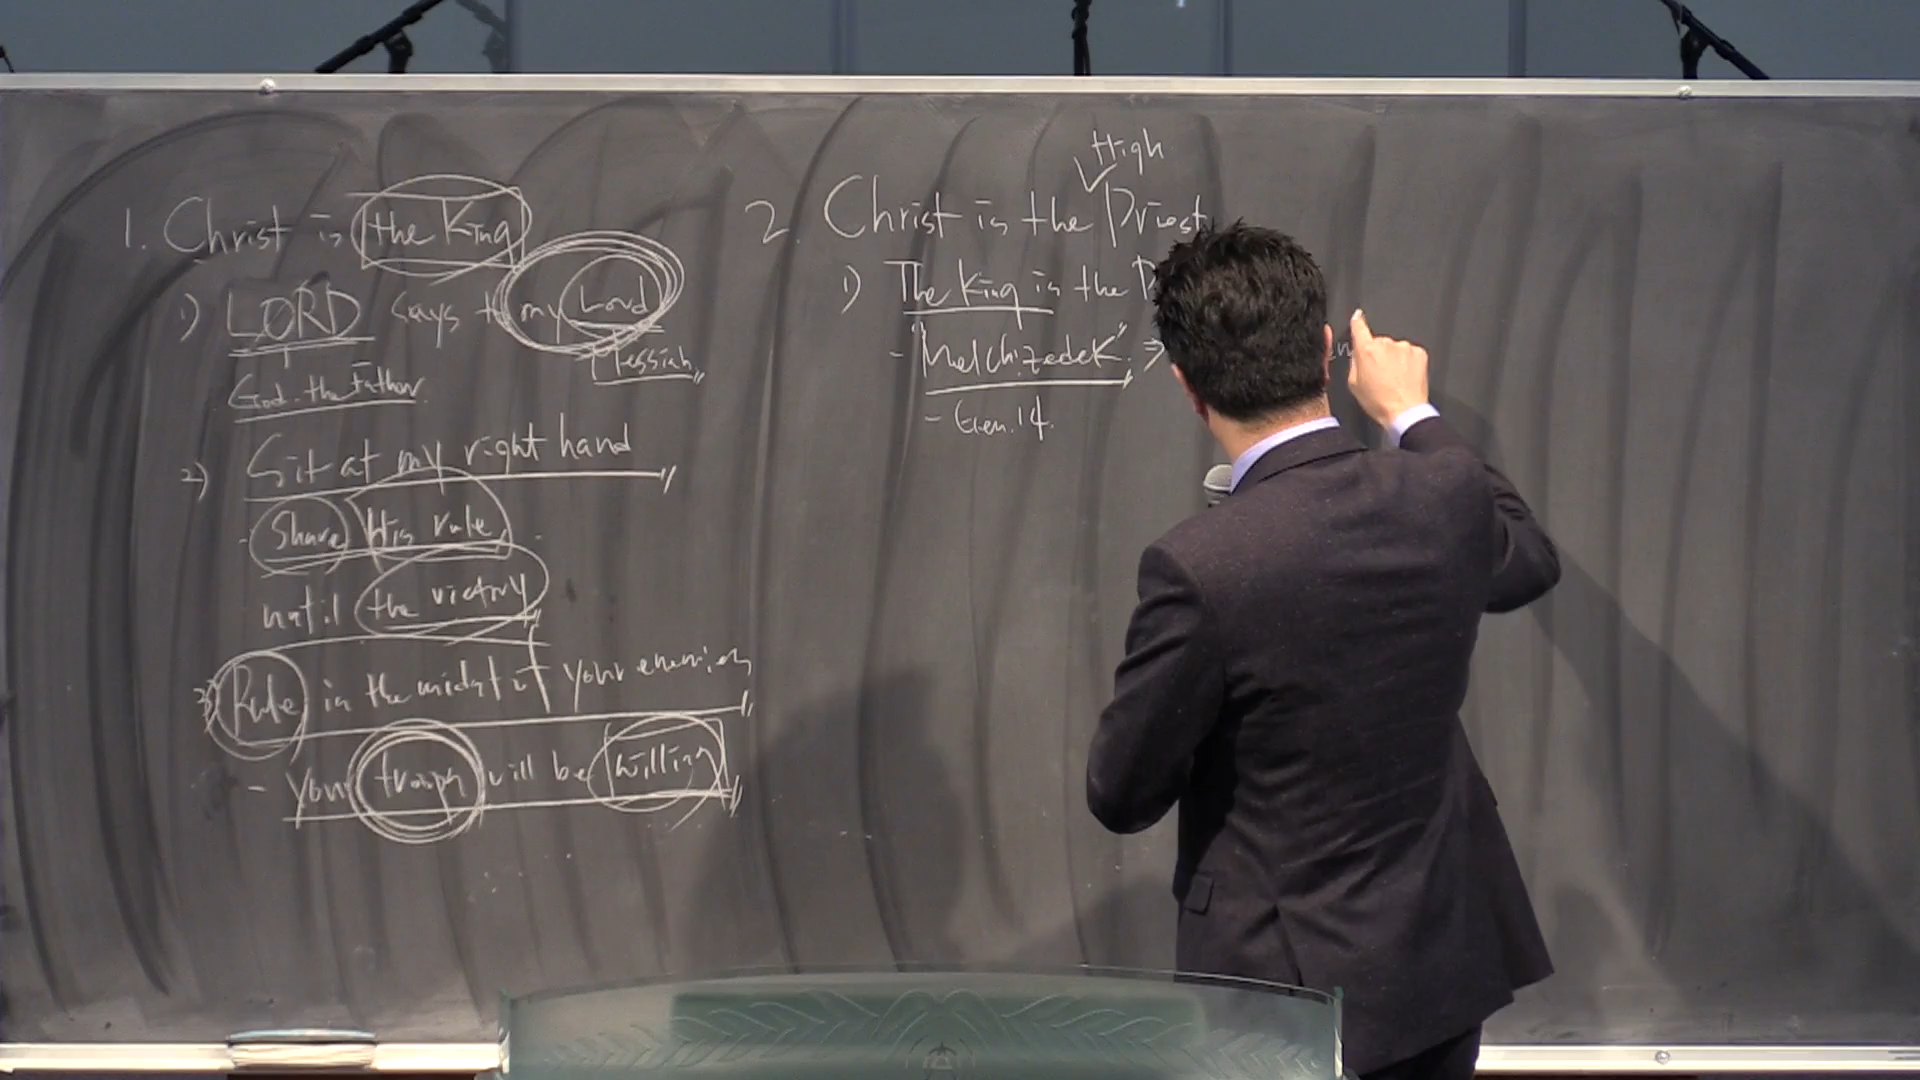 1. Christ is the King
1) LORD says to my Lord
"Messiah"
God the Father
2) Sit at my right hand
- Share His rule
until the victory
3) Rule in the midst of your enemies
- your troops will be willing
High
2. Christ is the Priest
1) The King is the
- "Melchizedek" ⇒
- Gen. 14.